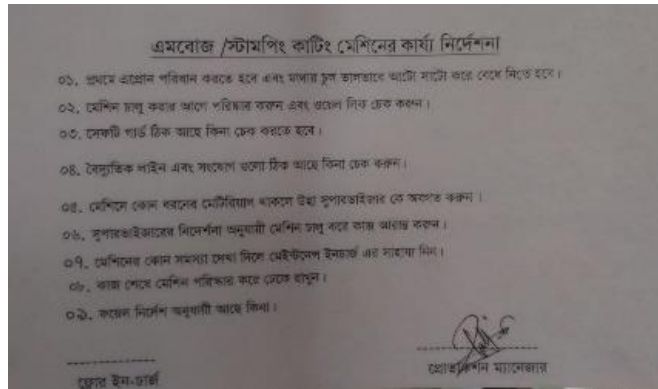 এমবোজ /স্টামপিং কাটিং মেশিনের কার্য্য নির্দেশনা
০১. প্রথমে এপ্রোন পরিধান করতে হবে এবং মাথার চুল ভালভাবে আটো সাটো করে বেধে নিতে হবে।
০২. মেশিন চালু করার আগে পরিষ্কার করুন এবং ওয়েল লিক চেক করুন।
০৩. সেফটি গার্ড ঠিক আছে কিনা চেক করতে হবে।
০৪. বৈদ্যুতিক লাইন এবং সংযোগ গুলো ঠিক আছে কিনা চেক করুন।
০৫. মেশিনে কোন ধরনের মেটিরিয়াল থাকলে উহা সুপারভাইজার কে অবগত করুন।
০৬. সুপারভাইজারের নির্দেশনা অনুযায়ী মেশিন চালু করে কাজ আরম্ভ করুন।
০৭. মেশিনের কোন সমস্যা দেখা দিলে মেইন্টনেন্স ইনচার্জ এর সাহায্য নিন।
০৮. কাজ শেষে মেশিন পরিষ্কার করে ঢেকে রাখুন।
০৯. কয়েল নির্দেশ অনুযায়ী আছে কিনা।
ফ্লোর ইন-চার্জ
প্রোডাকশন ম্যানেজার